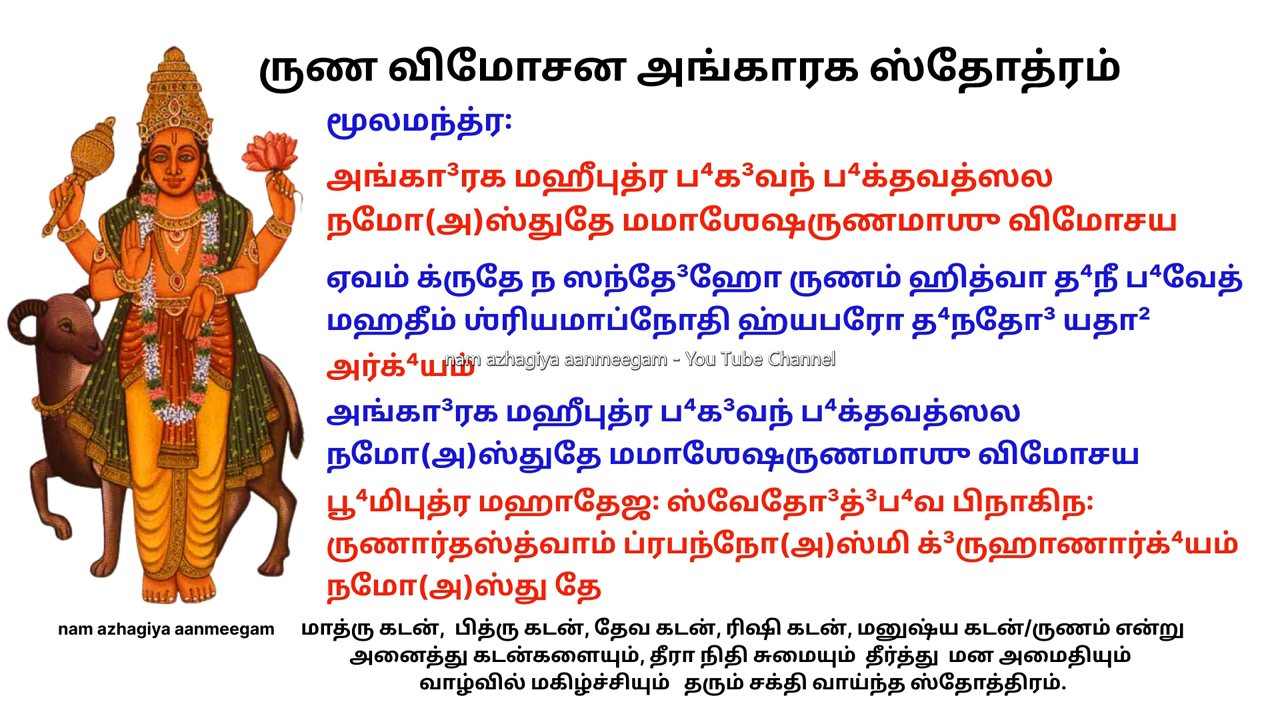 ருண விமோசன அங்காரக ஸ்தோத்ரம்
மூலமந்த்ர:
அங்கா³ரக மஹீபுத்ர ப⁴க³வந் ப⁴க்தவத்ஸல
நமோ(அ)ஸ்துதே மமாஶேஷருணமாஶு விமோசய
ஏவம் க்ருதே ந ஸந்தே³ஹோ ருணம் ஹித்வா த⁴நீ ப⁴வேத்
மஹதீம் ஶ்ரியமாப்நோதி ஹ்யபரோ த⁴நதோ³ யதா²
அர்க்⁴யம்
nam azhagiya aanmeegam - You Tube Channel
அங்கா³ரக மஹீபுத்ர ப⁴க³வந் ப⁴க்தவத்ஸல
நமோ(அ)ஸ்துதே மமாஶேஷருணமாஶு விமோசய
பூ⁴மிபுத்ர மஹாதேஜ: ஸ்வேதோ³த்³ப⁴வ பிநாகிந:
ருணார்தஸ்த்வாம் ப்ரபந்நோ(அ)ஸ்மி க்³ருஹாணார்க்⁴யம்
நமோ(அ)ஸ்து தே
nam azhagiya aanmeegam
மாத்ரு கடன், பித்ரு கடன், தேவ கடன், ரிஷி கடன், மனுஷ்ய கடன்/ருணம் என்று
அனைத்து கடன்களையும், தீரா நிதி சுமையும் தீர்த்து மன அமைதியும்
வாழ்வில் மகிழ்ச்சியும் தரும் சக்தி வாய்ந்த ஸ்தோத்திரம்.